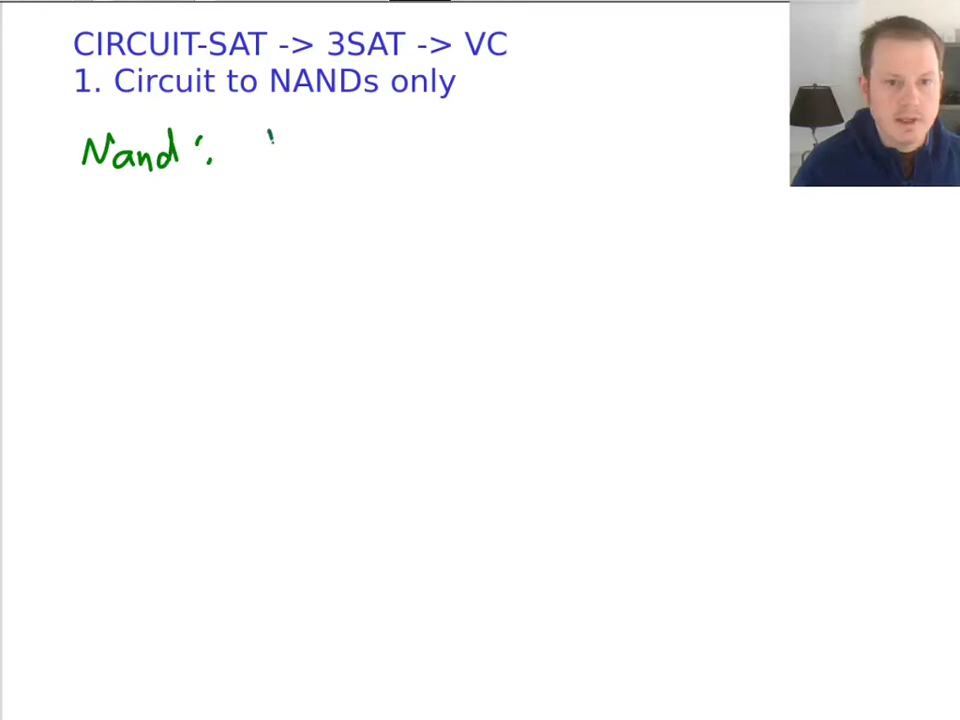 CIRCUIT-SAT -> 3SAT -> VC
1. Circuit to NANDs only
Nand :